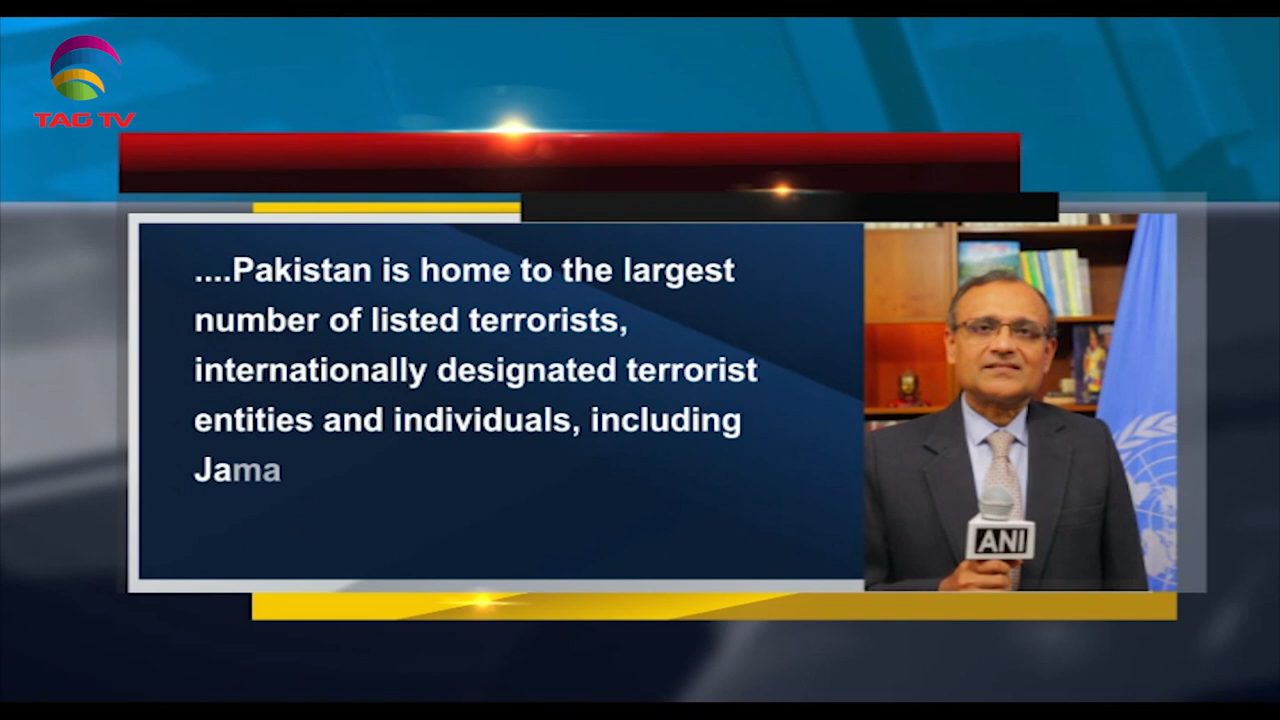 TAG TV
....Pakistan is home to the largest
number of listed terrorists,
internationally designated terrorist
entities and individuals, including
Jama
ANI